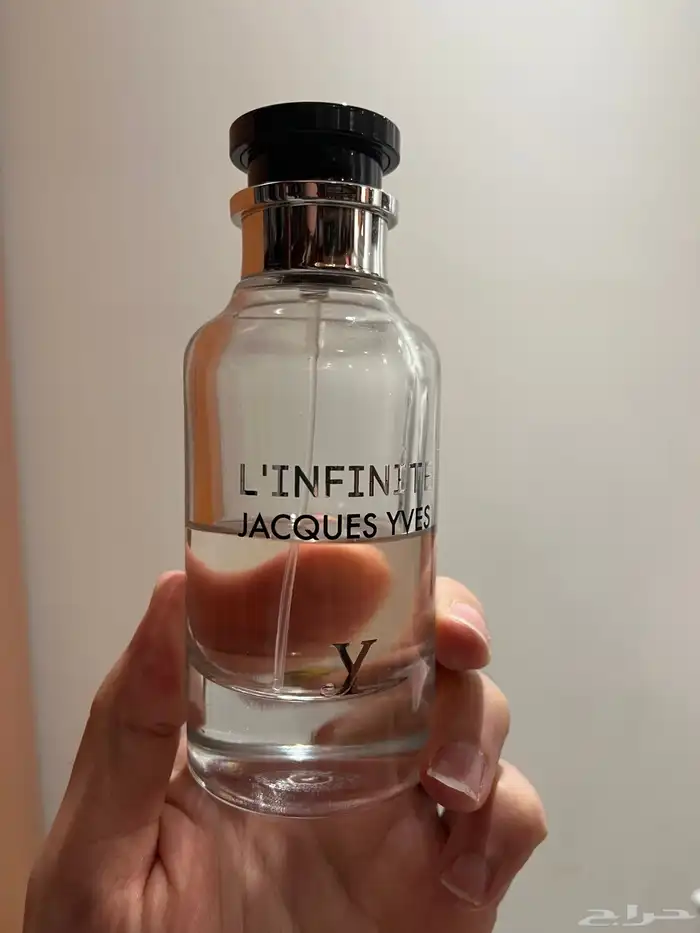 L'INFINITE
JACQUES YVES
y
حراج